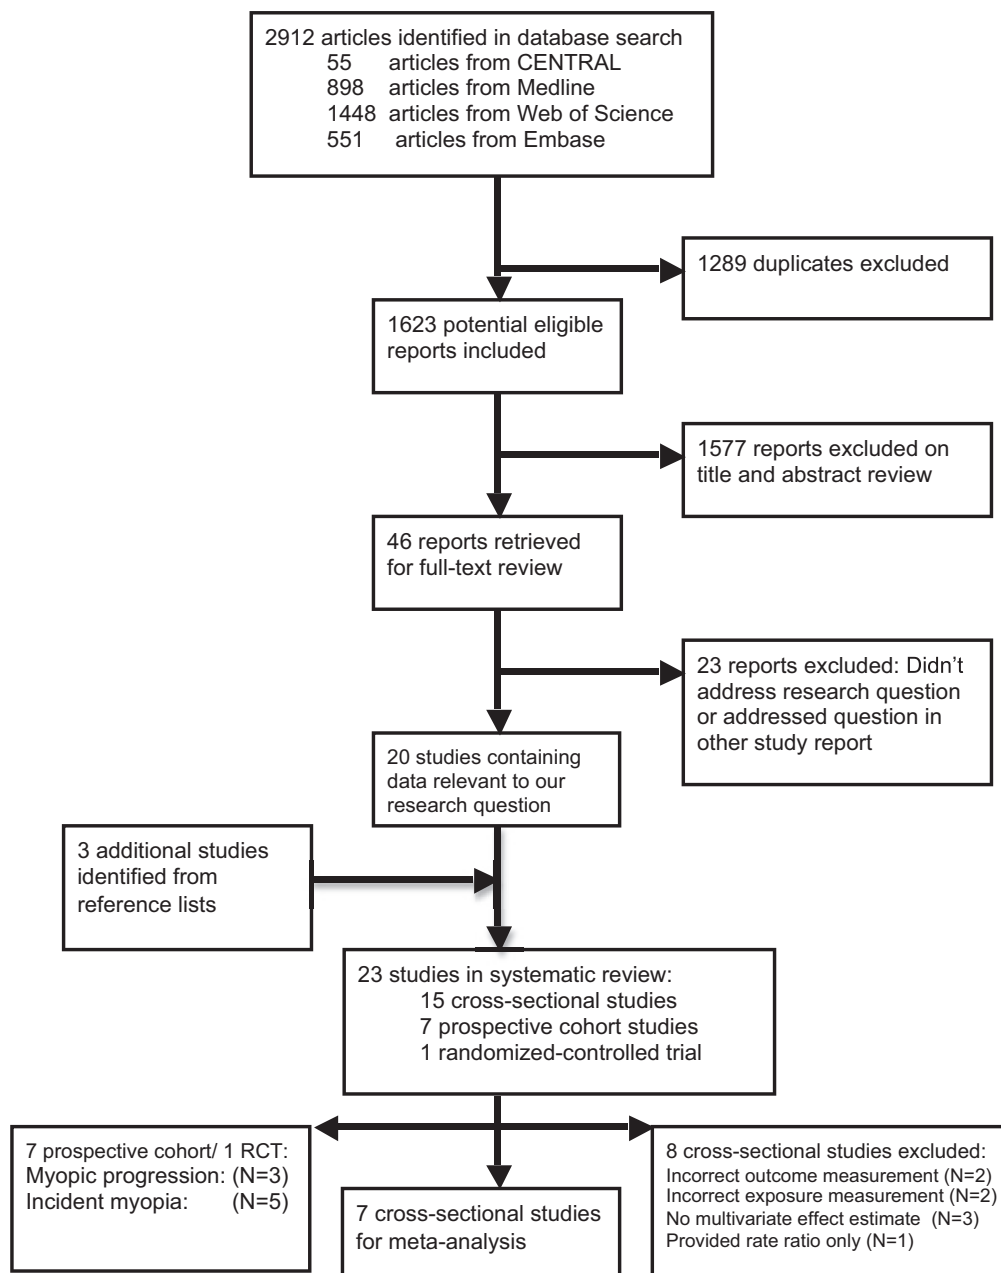 2912 articles identified in database search
55 articles from CENTRAL
898 articles from Medline
1448 articles from Web of Science
551 articles from Embase
1289 duplicates excluded
1623 potential eligible
reports included
1577 reports excluded on
title and abstract review
46 reports retrieved
for full-text review
23 reports excluded: Didn’t
address research question
or addressed question in
other study report
20 studies containing
data relevant to our
research question
3 additional studies
identified from
reference lists
23 studies in systematic review:
15 cross-sectional studies
7 prospective cohort studies
1 randomized-controlled trial
7 prospective cohort/ 1 RCT:
Myopic progression: (N=3)
Incident myopia: (N=5)
7 cross-sectional studies
for meta-analysis
8 cross-sectional studies excluded:
Incorrect outcome measurement (N=2)
Incorrect exposure measurement (N=2)
No multivariate effect estimate (N=3)
Provided rate ratio only (N=1)